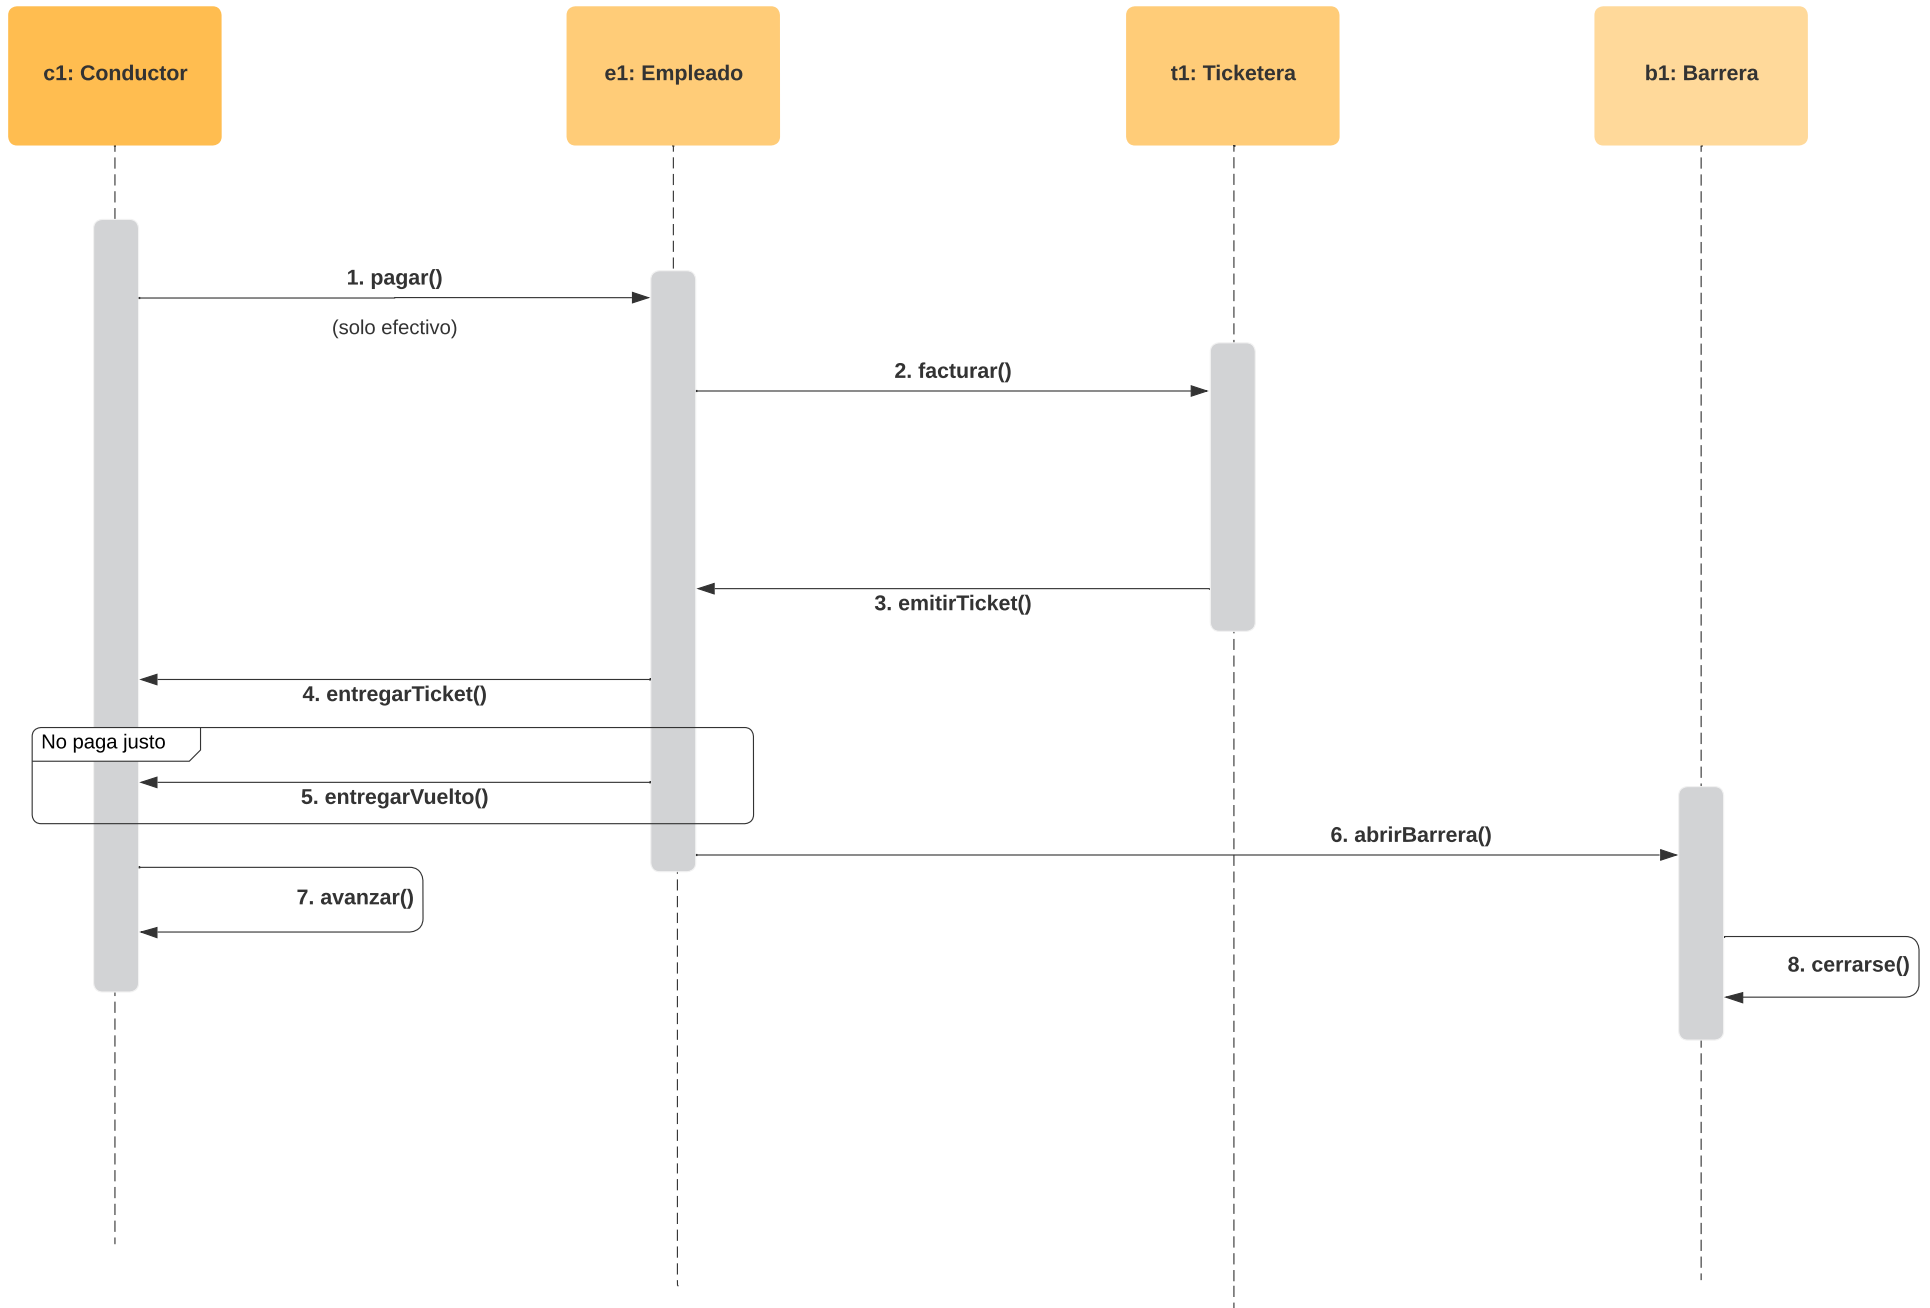 c1: Conductor
e1: Empleado
t1: Ticketera
b1: Barrera
1. pagar()
(solo efectivo)
2. facturar()
3. emitirTicket()
4. entregarTicket()
No paga justo
5. entregarVuelto()
6. abrirBarrera()
7. avanzar()
8. cerrarse()